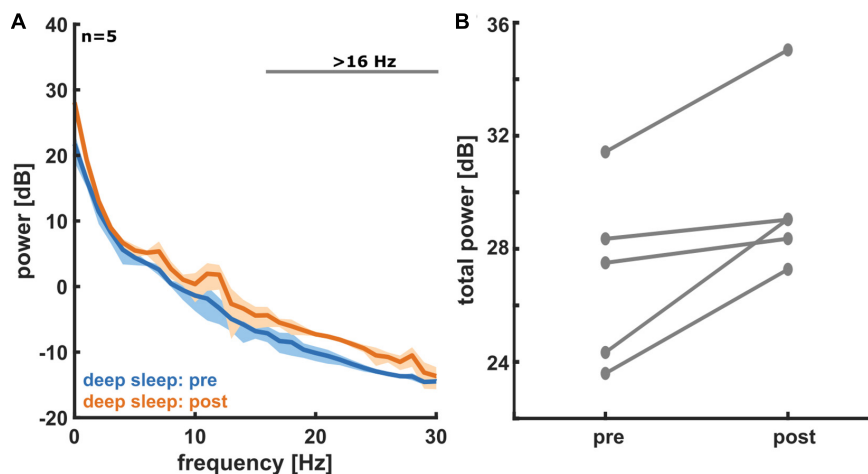 A
n=5
>16 Hz
40
30
20
10
0
-10
-20
power [dB]
deep sleep: pre
deep sleep: post
0
10
20
30
frequency [Hz]
B
36
32
28
24
total power [dB]
pre
post